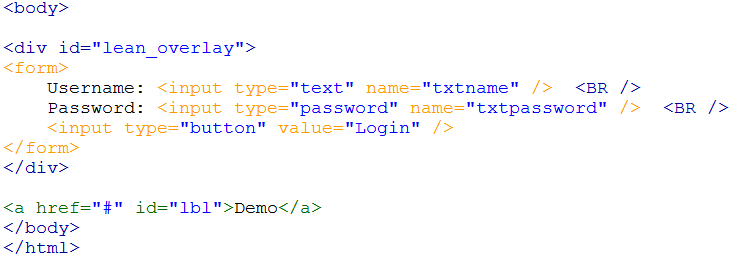 <body>
<div id="lean_overlay">
<form>
Username: <input type="text" name="txtname" />  <BR />
Password: <input type="password" name="txtpassword" />  <BR />
<input type="button" value="Login" />
</form>
</div>
<a href="#" id="lbl">Demo</a>
</body>
</html>